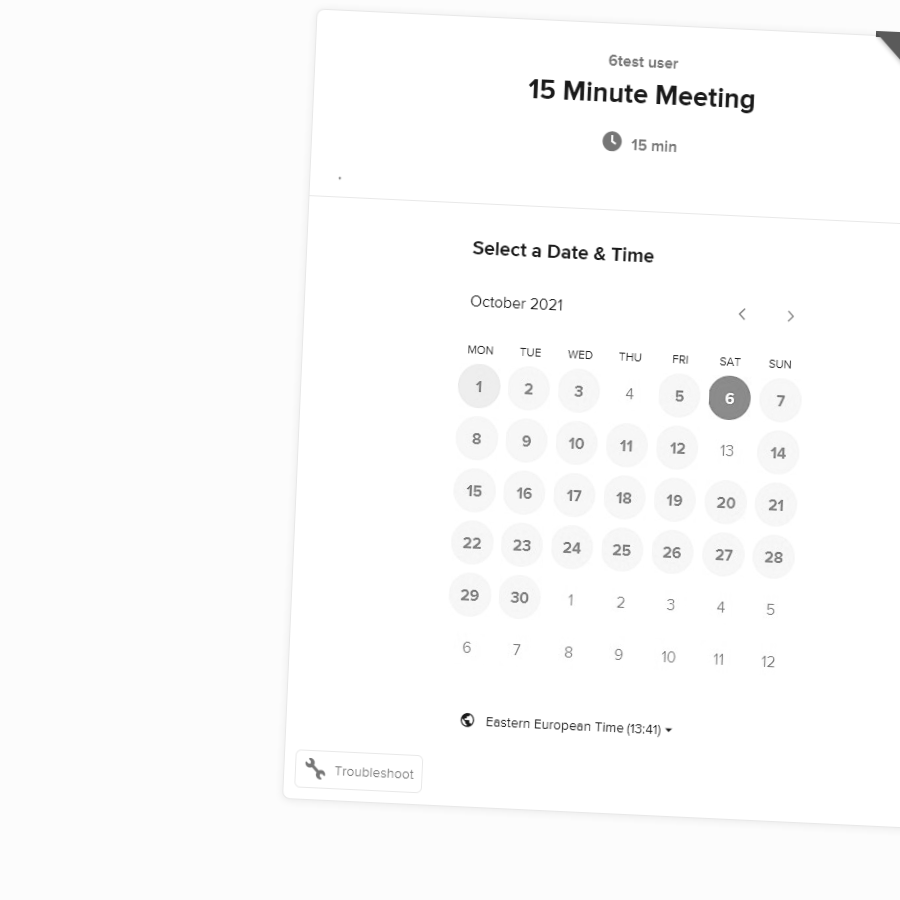 6test user
15 Minute Meeting
15 min
.
Select a Date & Time
October 2021
MON TUE WED THU FRI SAT SUN
1 2 3 4 5 6 7
8 9 10 11 12 13 14
15 16 17 18 19 20 21
22 23 24 25 26 27 28
29 30 1 2 3 4 5
6 7 8 9 10 11 12
Eastern European Time (13:41)
Troubleshoot